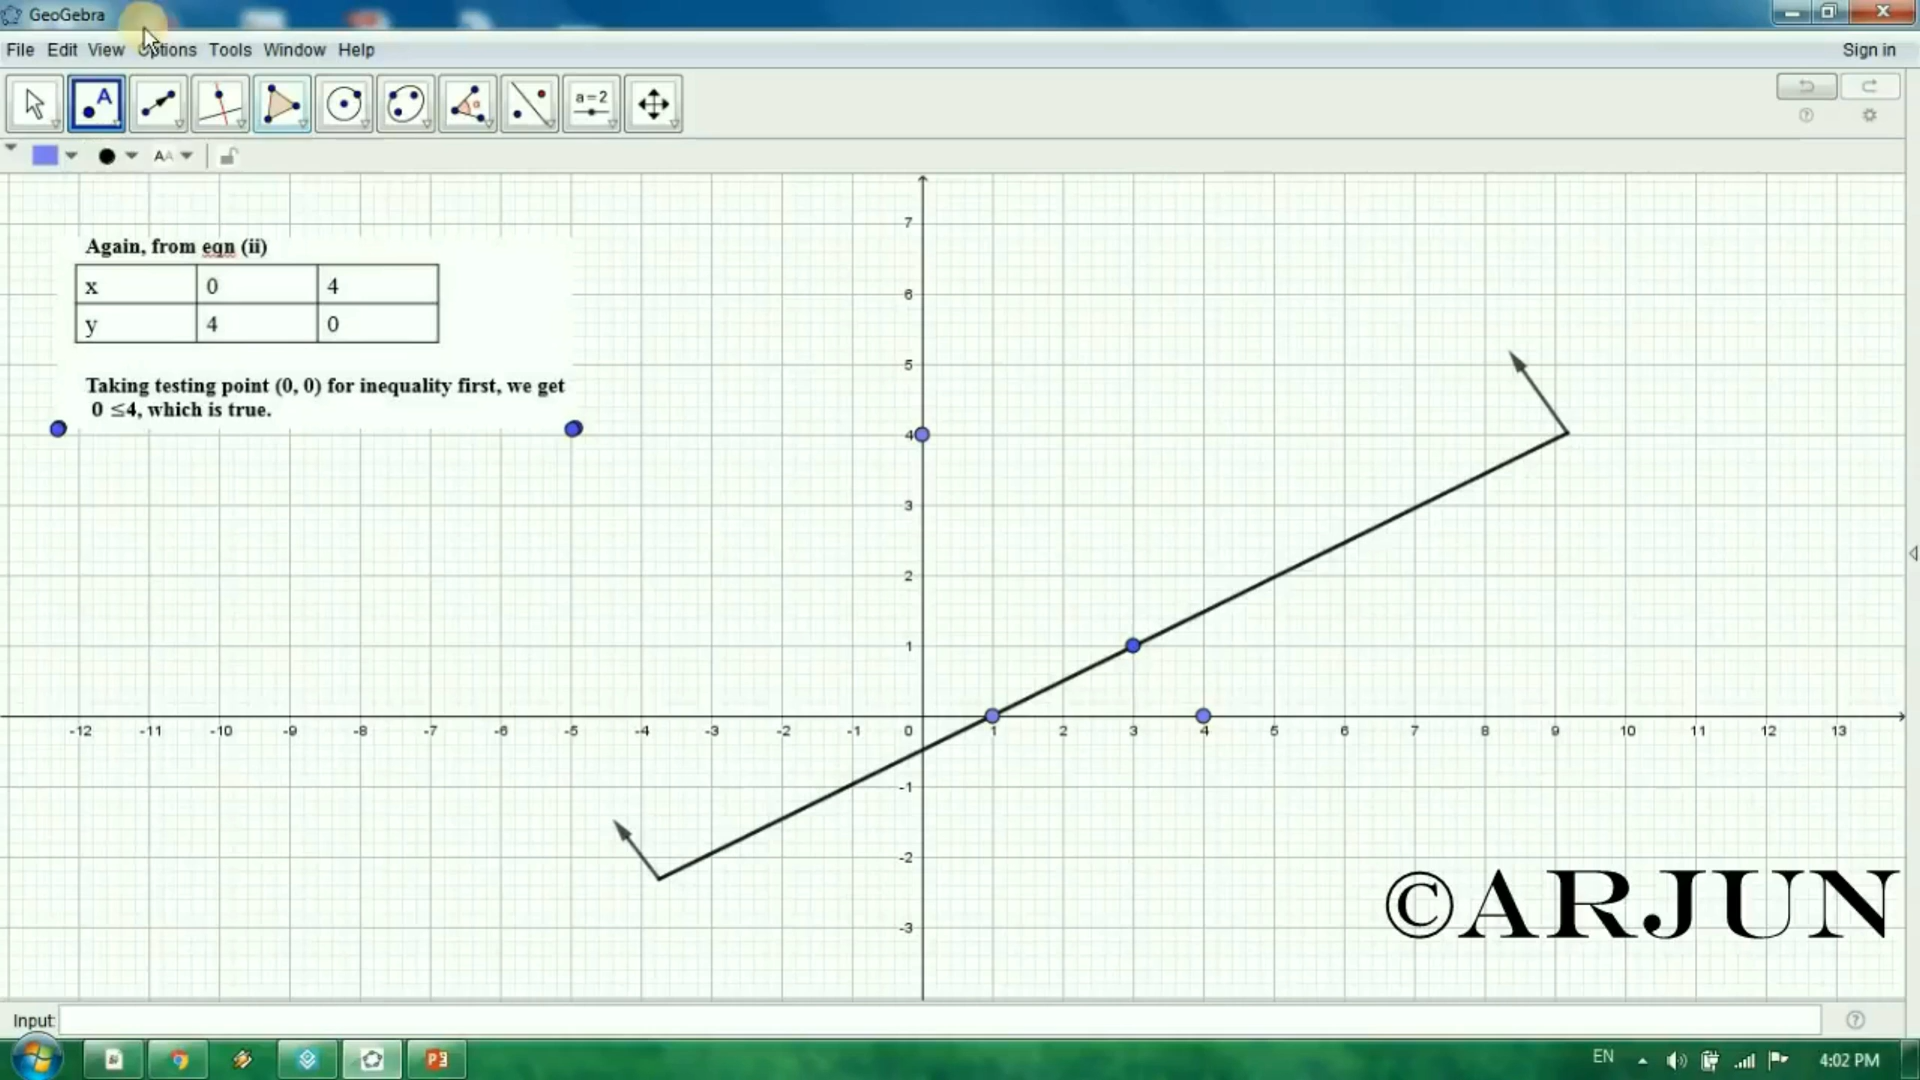 GeoGebra
File Edit View Options Tools Window Help
Sign in
A
a=2
AA
Again, from eqn (ii)
x 0 4
y 4 0
Taking testing point (0, 0) for inequality first, we get
0 ≤4, which is true.
7
6
5
4
3
2
1
-12 -11 -10 -9 -8 -7 -6 -5 -4 -3 -2 -1 0 1 2 3 4 5 6 7 8 9 10 11 12 13
-1
-2
-3
©ARJUN
Input:
EN
4:02 PM